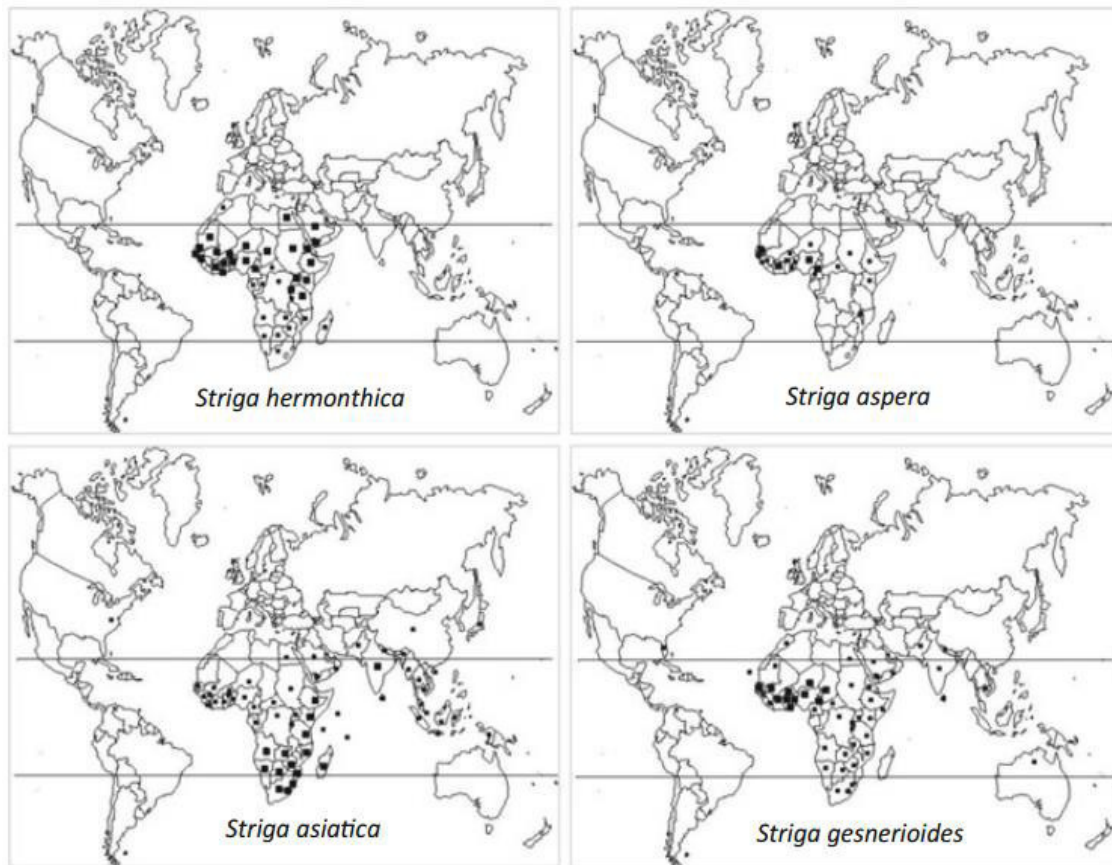 Striga hermonthica
Striga aspera
Striga asiatica
Striga gesnerioides